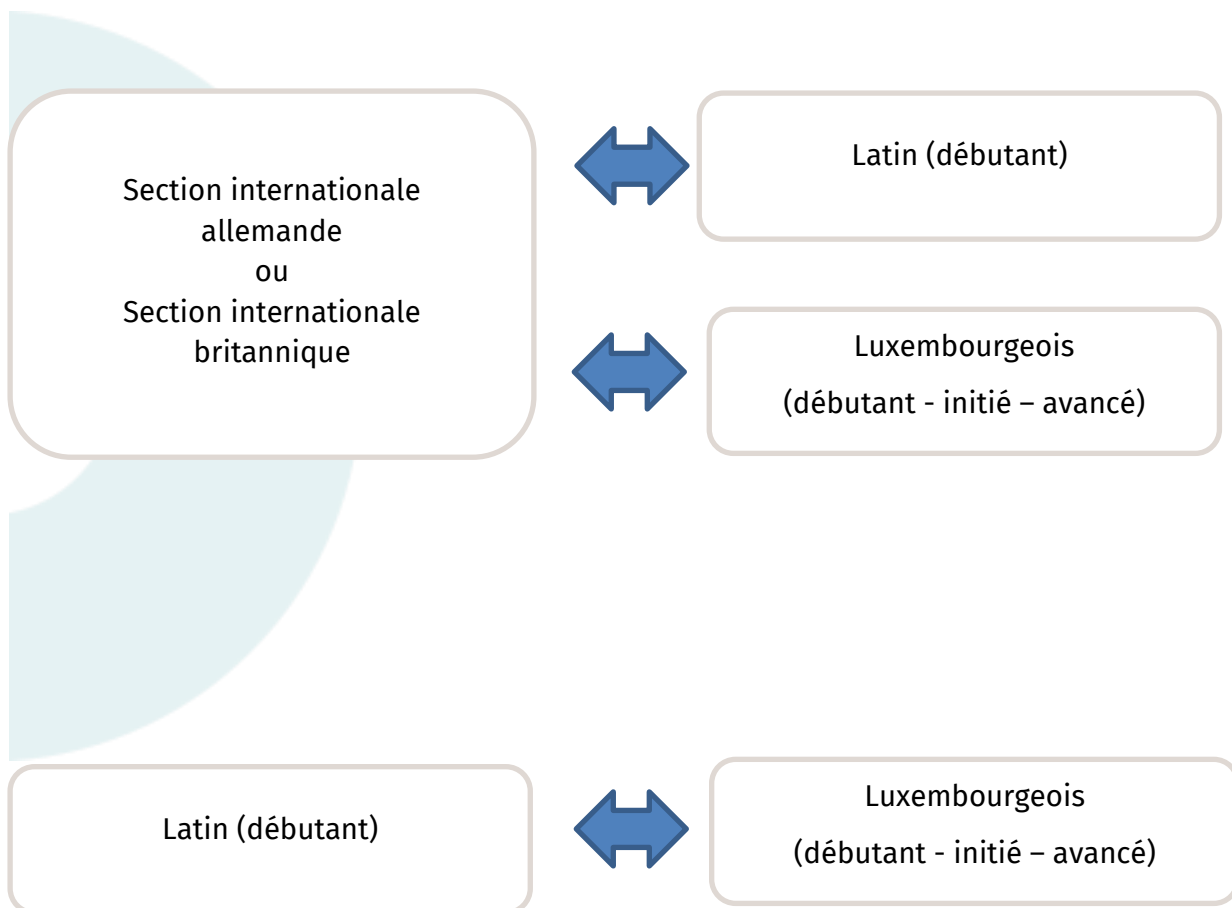 Section internationale
allemande
ou
Section internationale
britannique
Latin (débutant)
Luxembourgeois
(débutant - initié – avancé)
Latin (débutant)
Luxembourgeois
(débutant - initié – avancé)